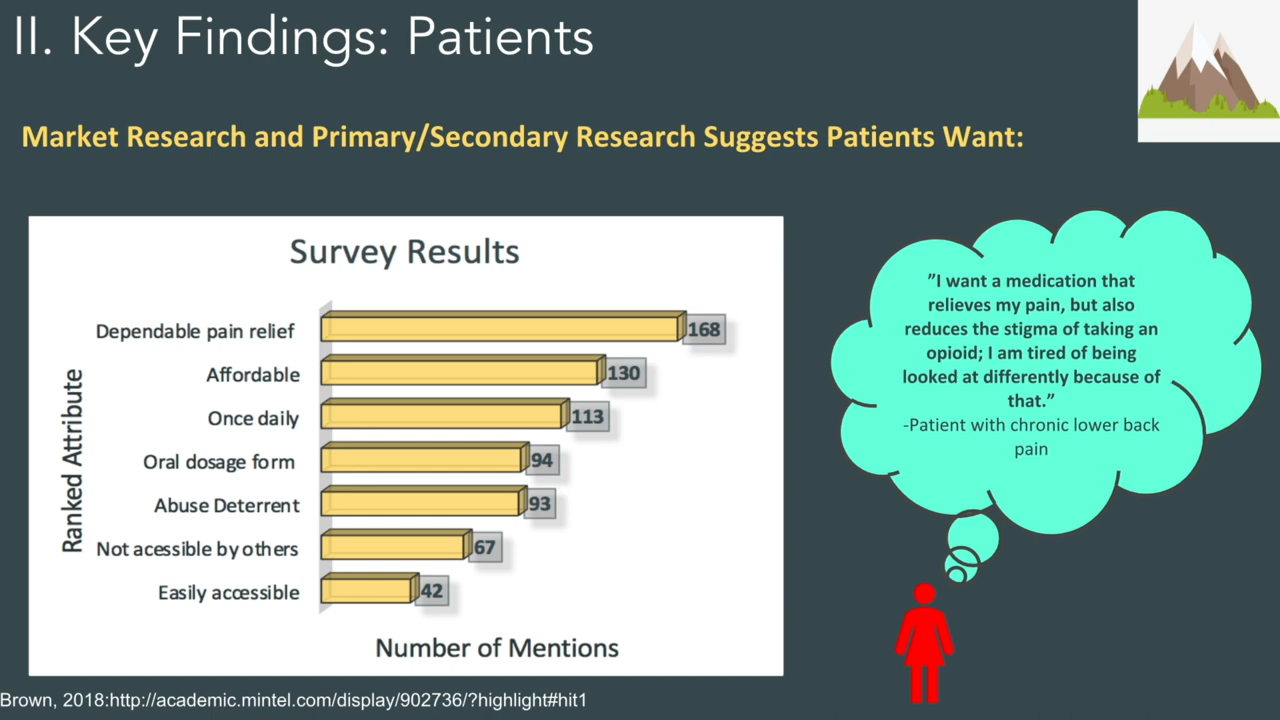 II. Key Findings: Patients
Market Research and Primary/Secondary Research Suggests Patients Want:
Survey Results
Ranked Attribute
Dependable pain relief 168
Affordable 130
Once daily 113
Oral dosage form 94
Abuse Deterrent 93
Not acessible by others 67
Easily accessible 42
Number of Mentions
”I want a medication that
relieves my pain, but also
reduces the stigma of taking an
opioid; I am tired of being
looked at differently because of
that.”
-Patient with chronic lower back
pain
Brown, 2018:http://academic.mintel.com/display/902736/?highlight#hit1